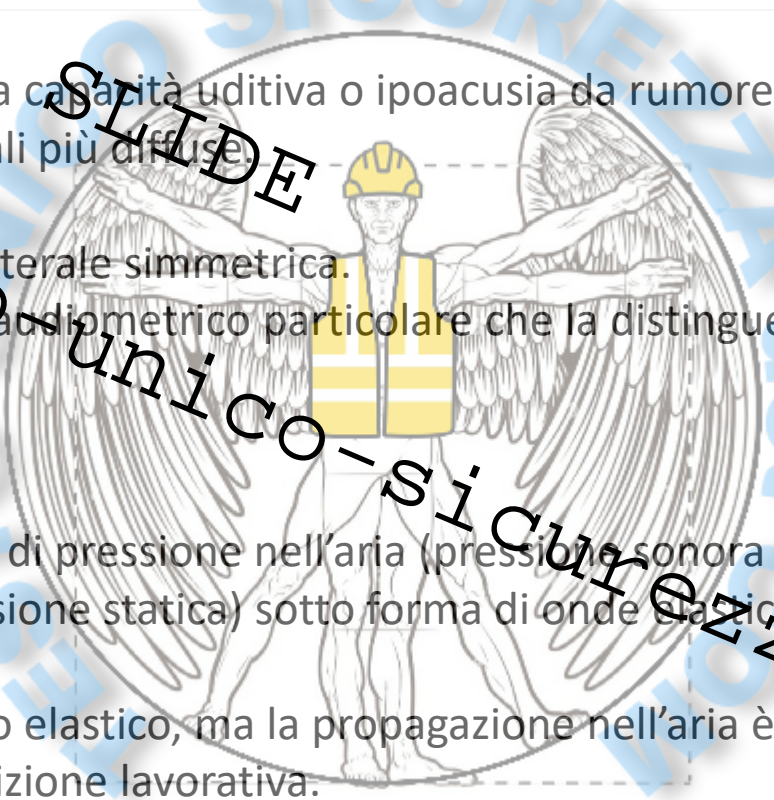 a capacità uditiva o ipoacusia da rumore
ali più diffuse.
SLIDE
terale simmetrica.
audiometrico particolare che la distingue
o-unico-sicurezz
di pressione nell'aria (pressione sonora
sione statica) sotto forma di onde elastic
o elastico, ma la propagazione nell'aria è
izione lavorativa.